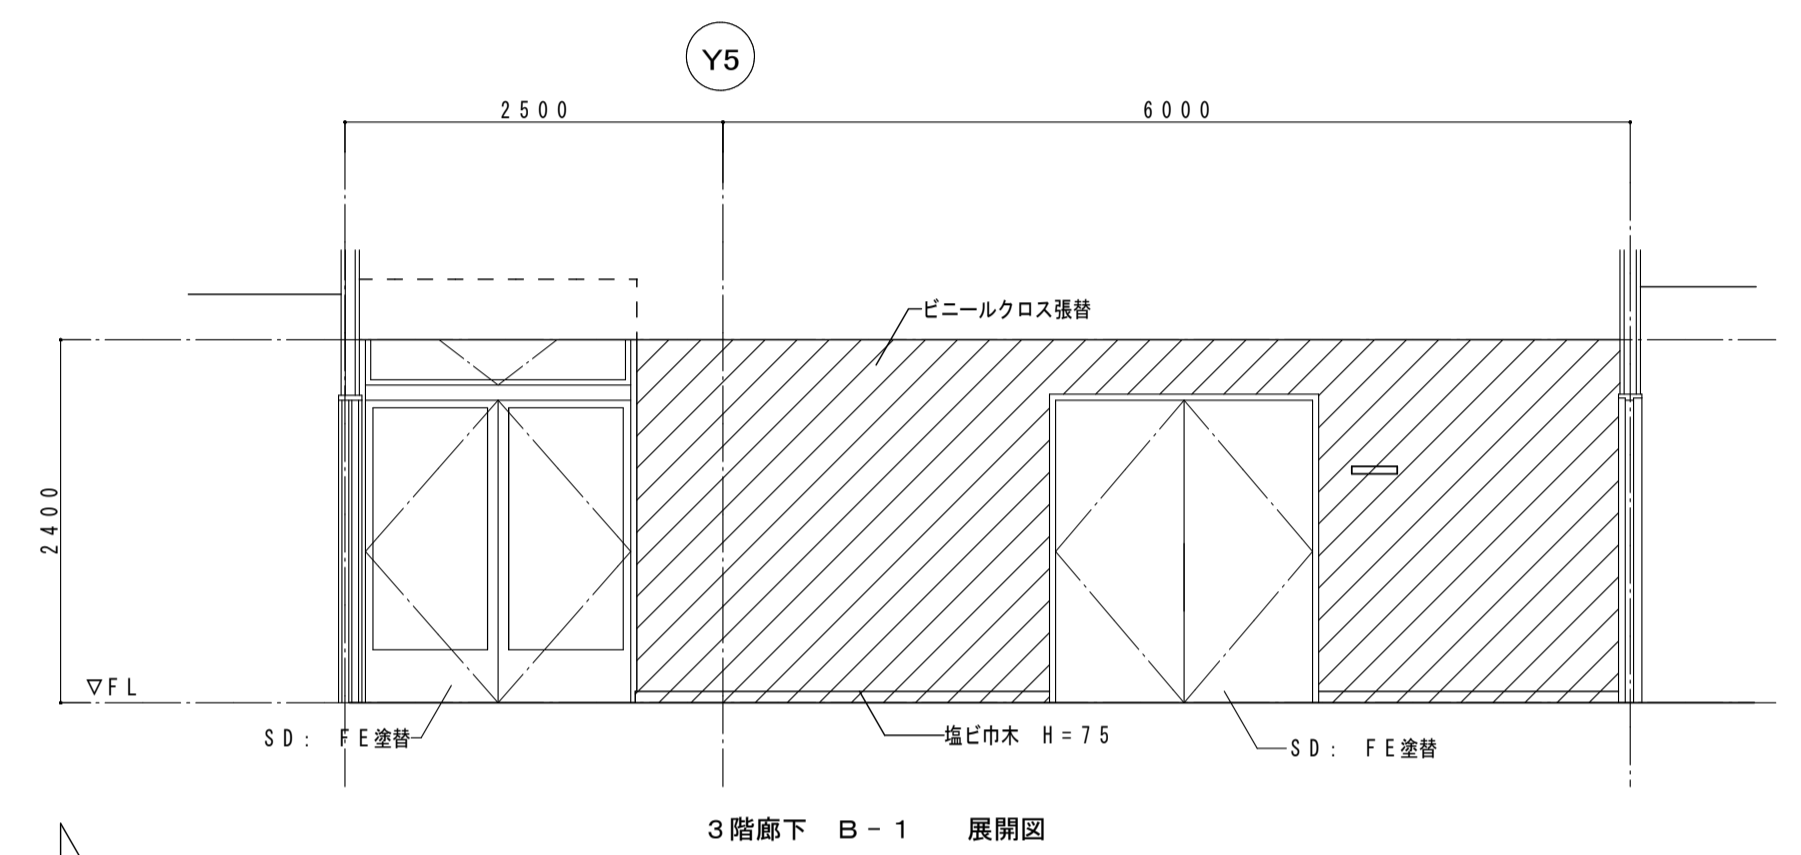 Y5
2500
6000
ビニールクロス張替
2400
▽FL
SD： FE塗替
塩ビ巾木 H=75
SD： FE塗替
3階廊下 B-1 展開図